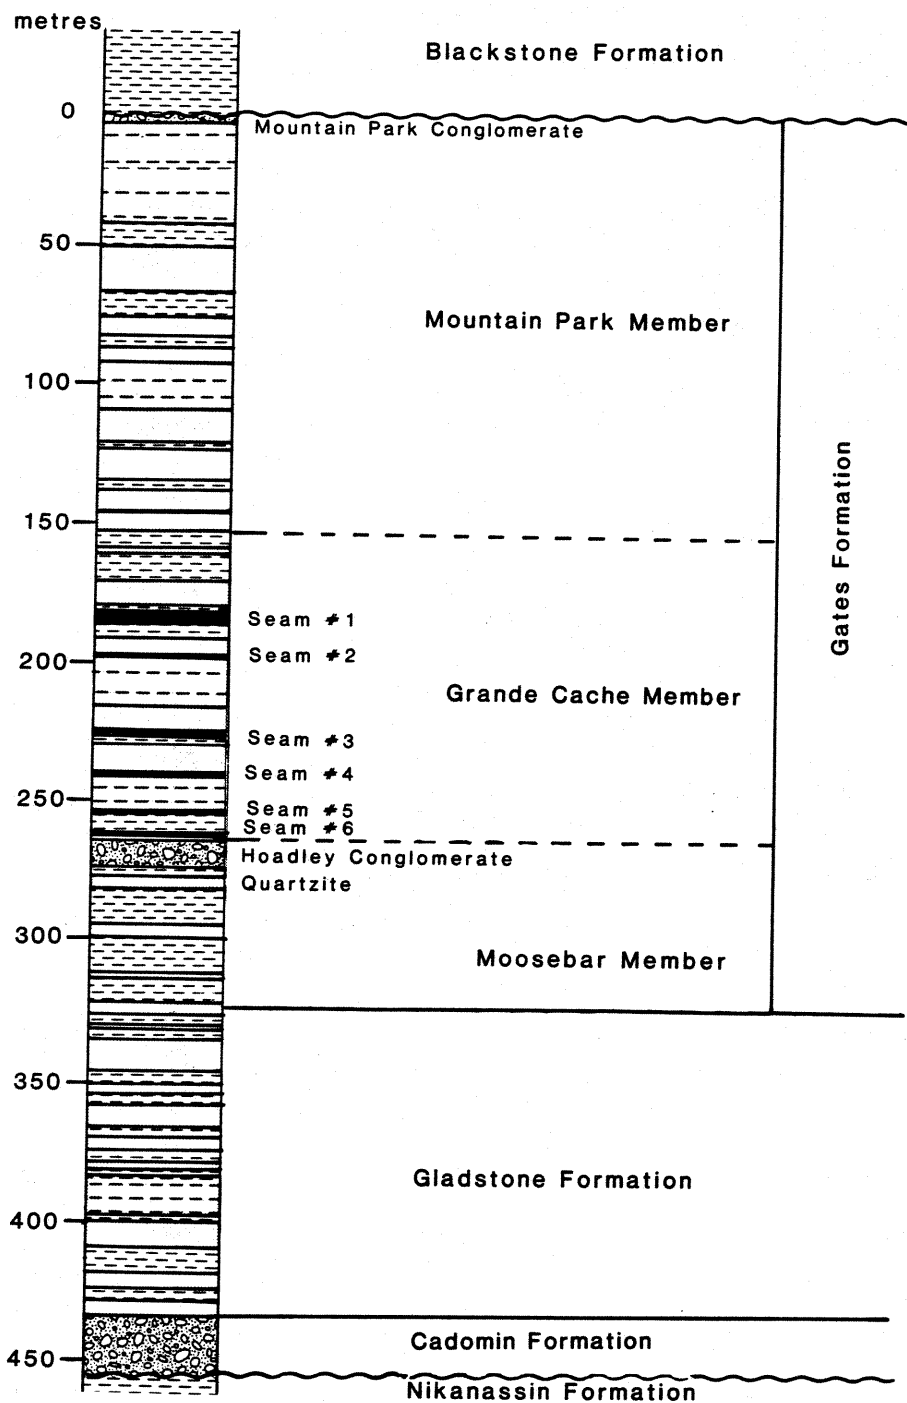 metres
Blackstone Formation
0
Mountain Park Conglomerate
50
Mountain Park Member
100
150
Gates Formation
Seam #1
200
Seam #2
Grande Cache Member
Seam #3
Seam #4
250
Seam #5
Seam #6
Hoadley Conglomerate
Quartzite
300
Moosebar Member
350
Gladstone Formation
400
Cadomin Formation
450
Nikanassin Formation